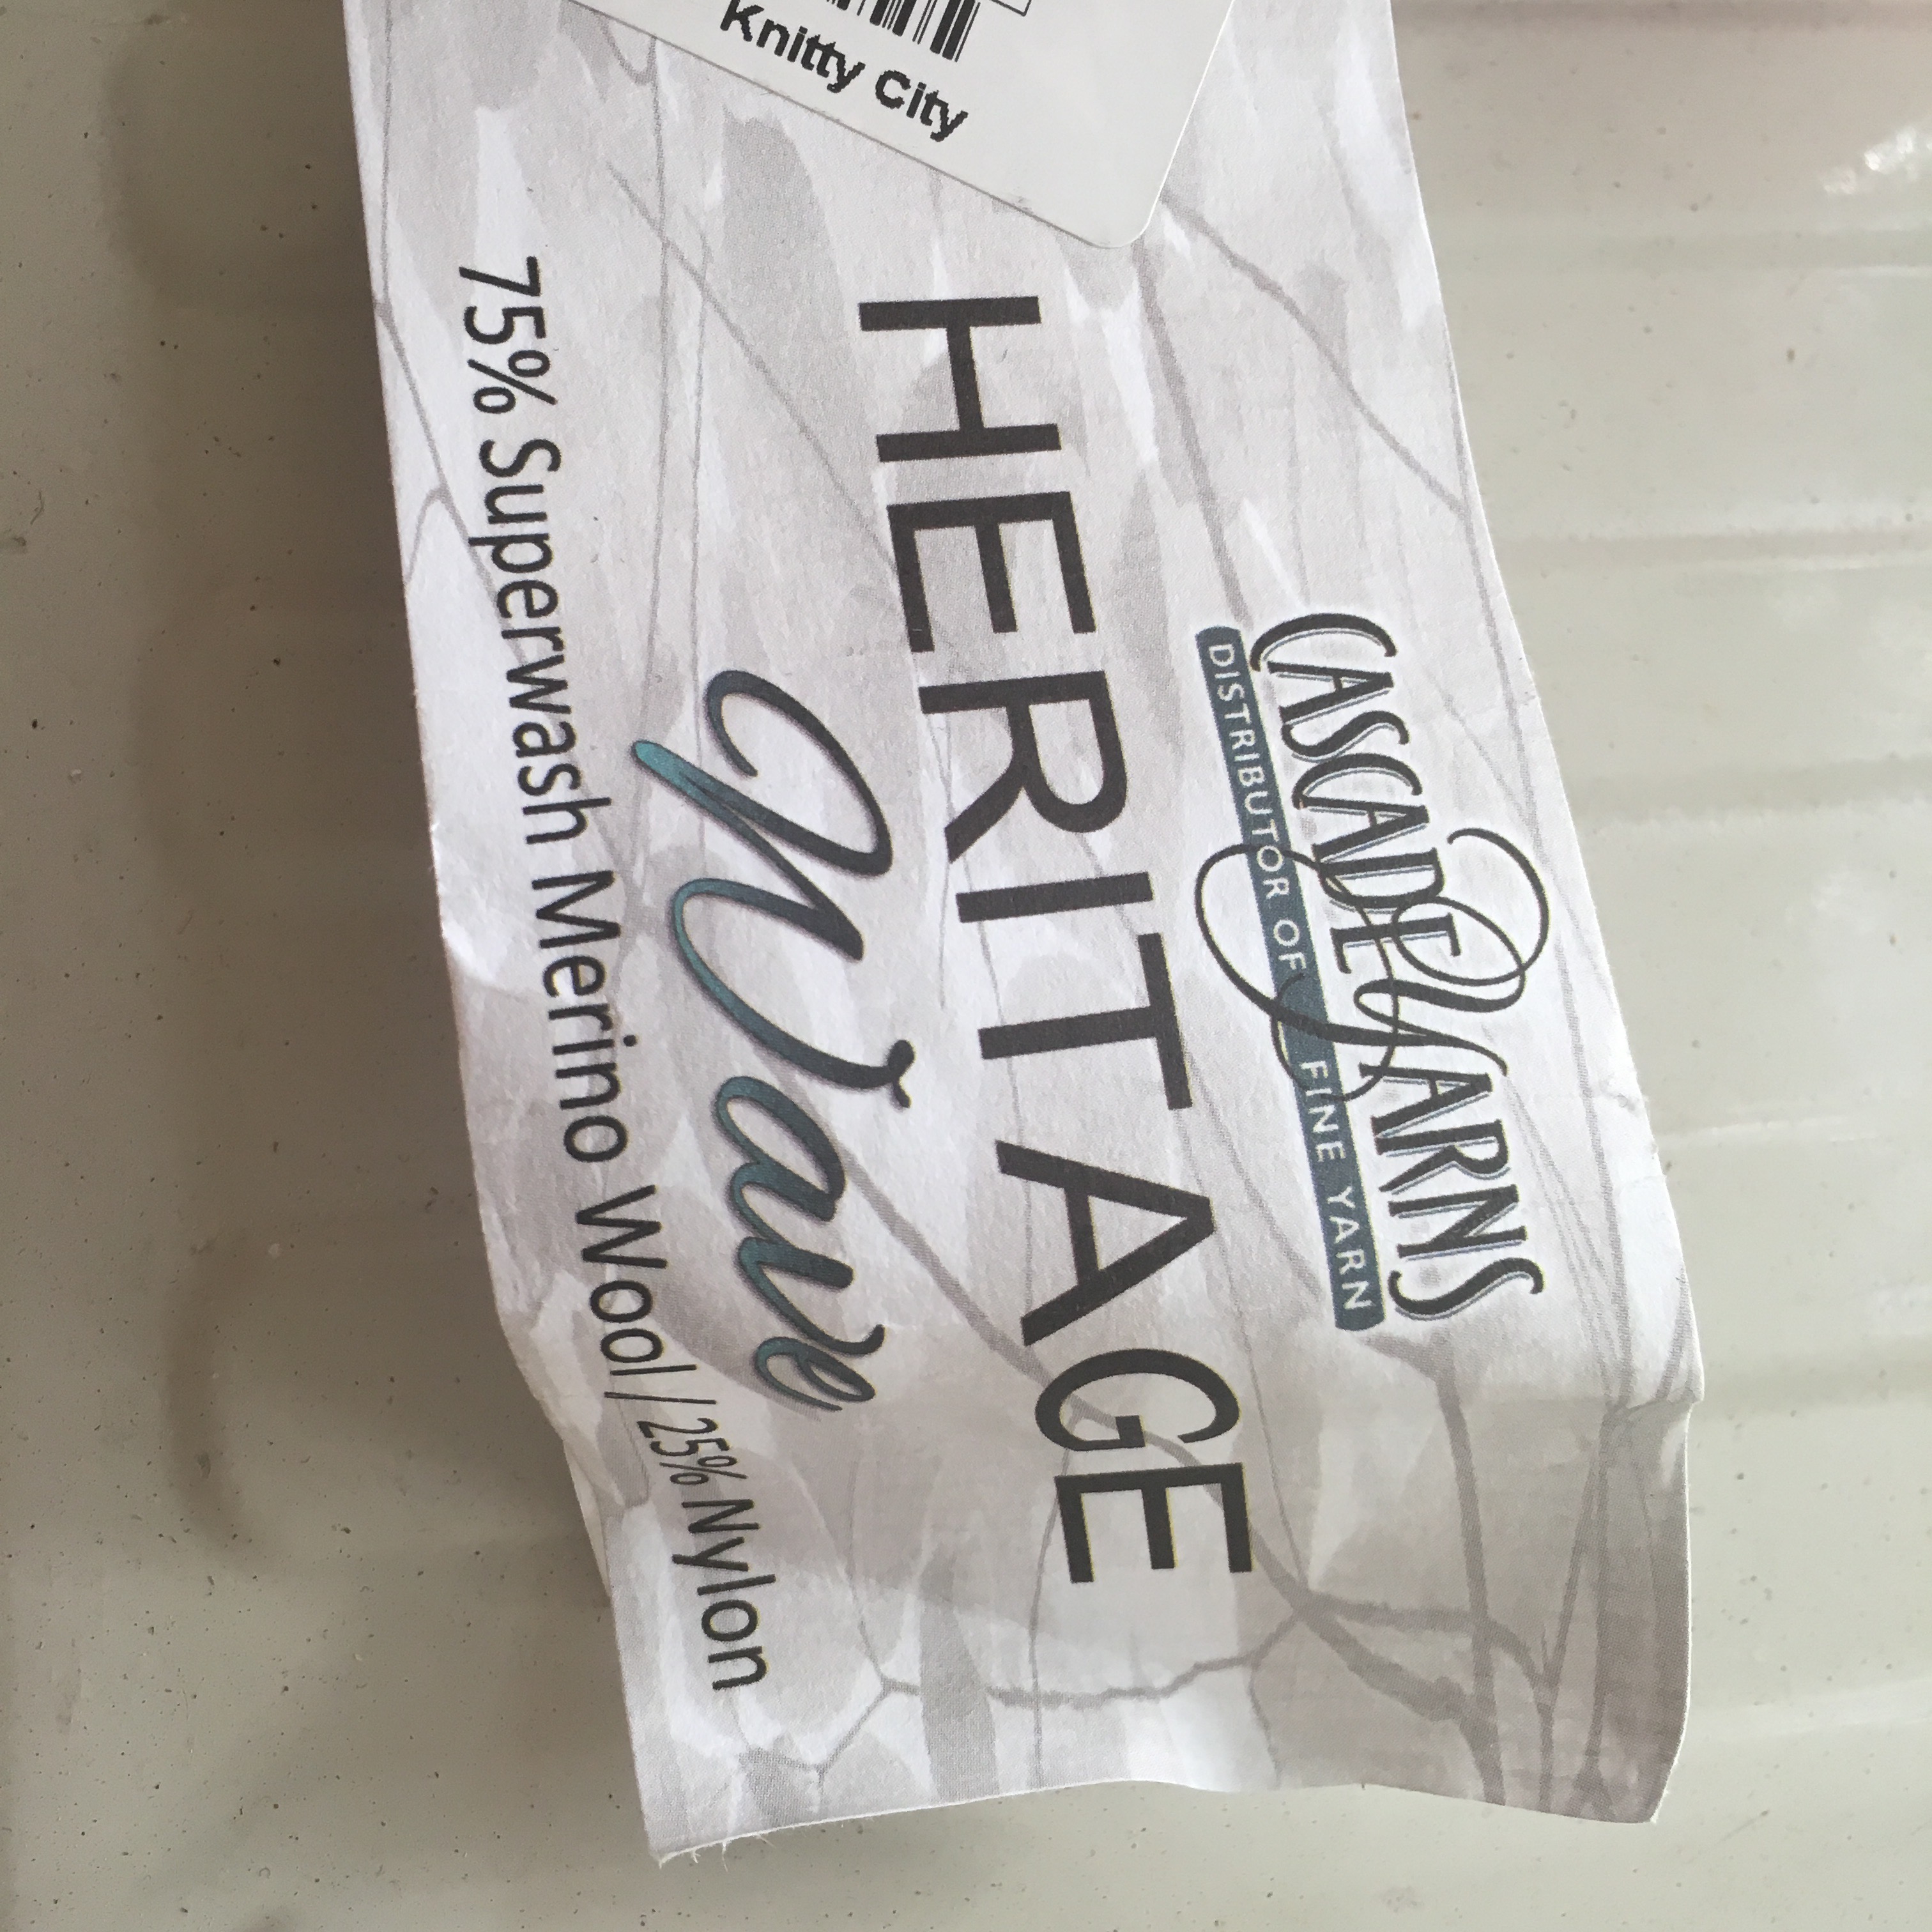 Knitty City
CASCADE YARNS
DISTRIBUTOR OF FINE YARN
HERITAGE
Wave
75% Superwash Merino Wool / 25% Nylon